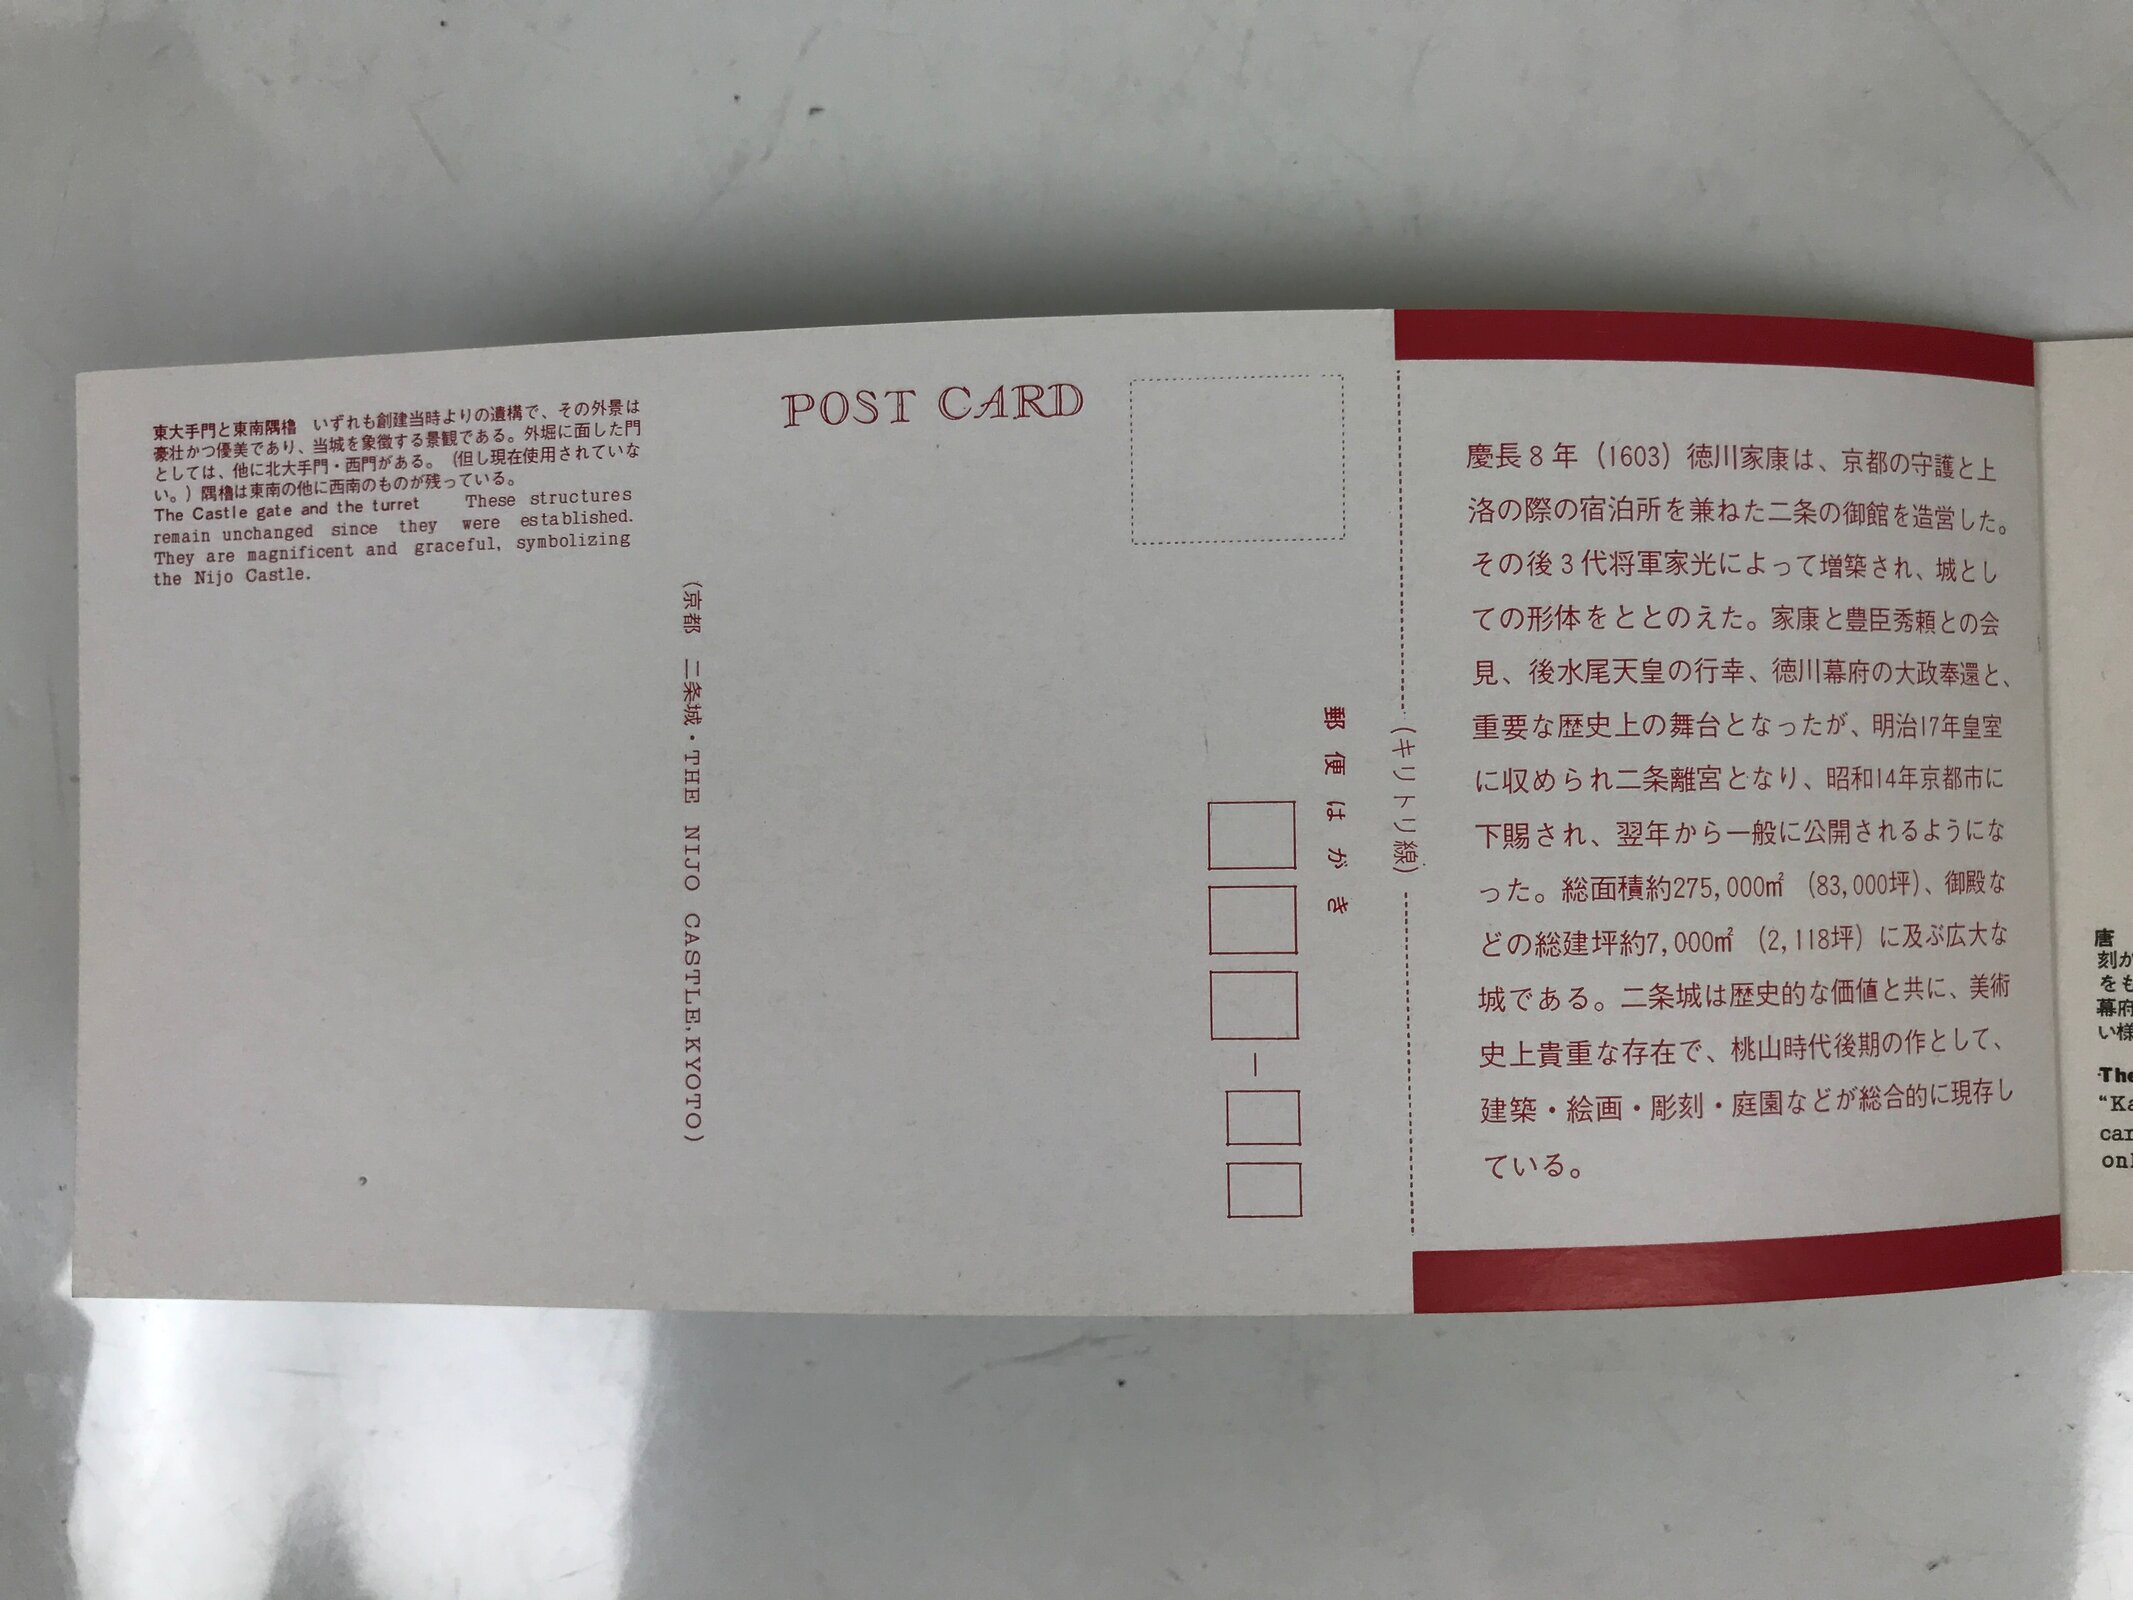 東大手門と東南隅櫓　いずれも創建当時よりの遺構で、その外景は
豪壮かつ優美であり、当城を象徴する景観である。外堀に面した門
としては、他に北大手門・西門がある。（但し現在使用されていな
い。）隅櫓は東南の他に西南のものが残っている。
The Castle gate and the turret These structures
remain unchanged since they were established.
They are magnificent and graceful, symbolizing
the Nijo Castle.
(京都 二条城・THE NIJO CASTLE, KYOTO)
POST CARD
郵便はがき
(キリトリ線)
慶長8年（1603）徳川家康は、京都の守護と上
洛の際の宿泊所を兼ねた二条の御館を造営した。
その後3代将軍家光によって増築され、城とし
ての形体をととのえた。家康と豊臣秀頼との会
見、後水尾天皇の行幸、徳川幕府の大政奉還と、
重要な歴史上の舞台となったが、明治17年皇室
に収められ二条離宮となり、昭和14年京都市に
下賜され、翌年から一般に公開されるようにな
った。総面積約275,000㎡（83,000坪）、御殿な
どの総建坪約7,000㎡（2,118坪）に及ぶ広大な
城である。二条城は歴史的な価値と共に、美術
史上貴重な存在で、桃山時代後期の作として、
建築・絵画・彫刻・庭園などが総合的に現存し
ている。
唐
刻が
をも
幕府
い様
The
"Ka
car
onl